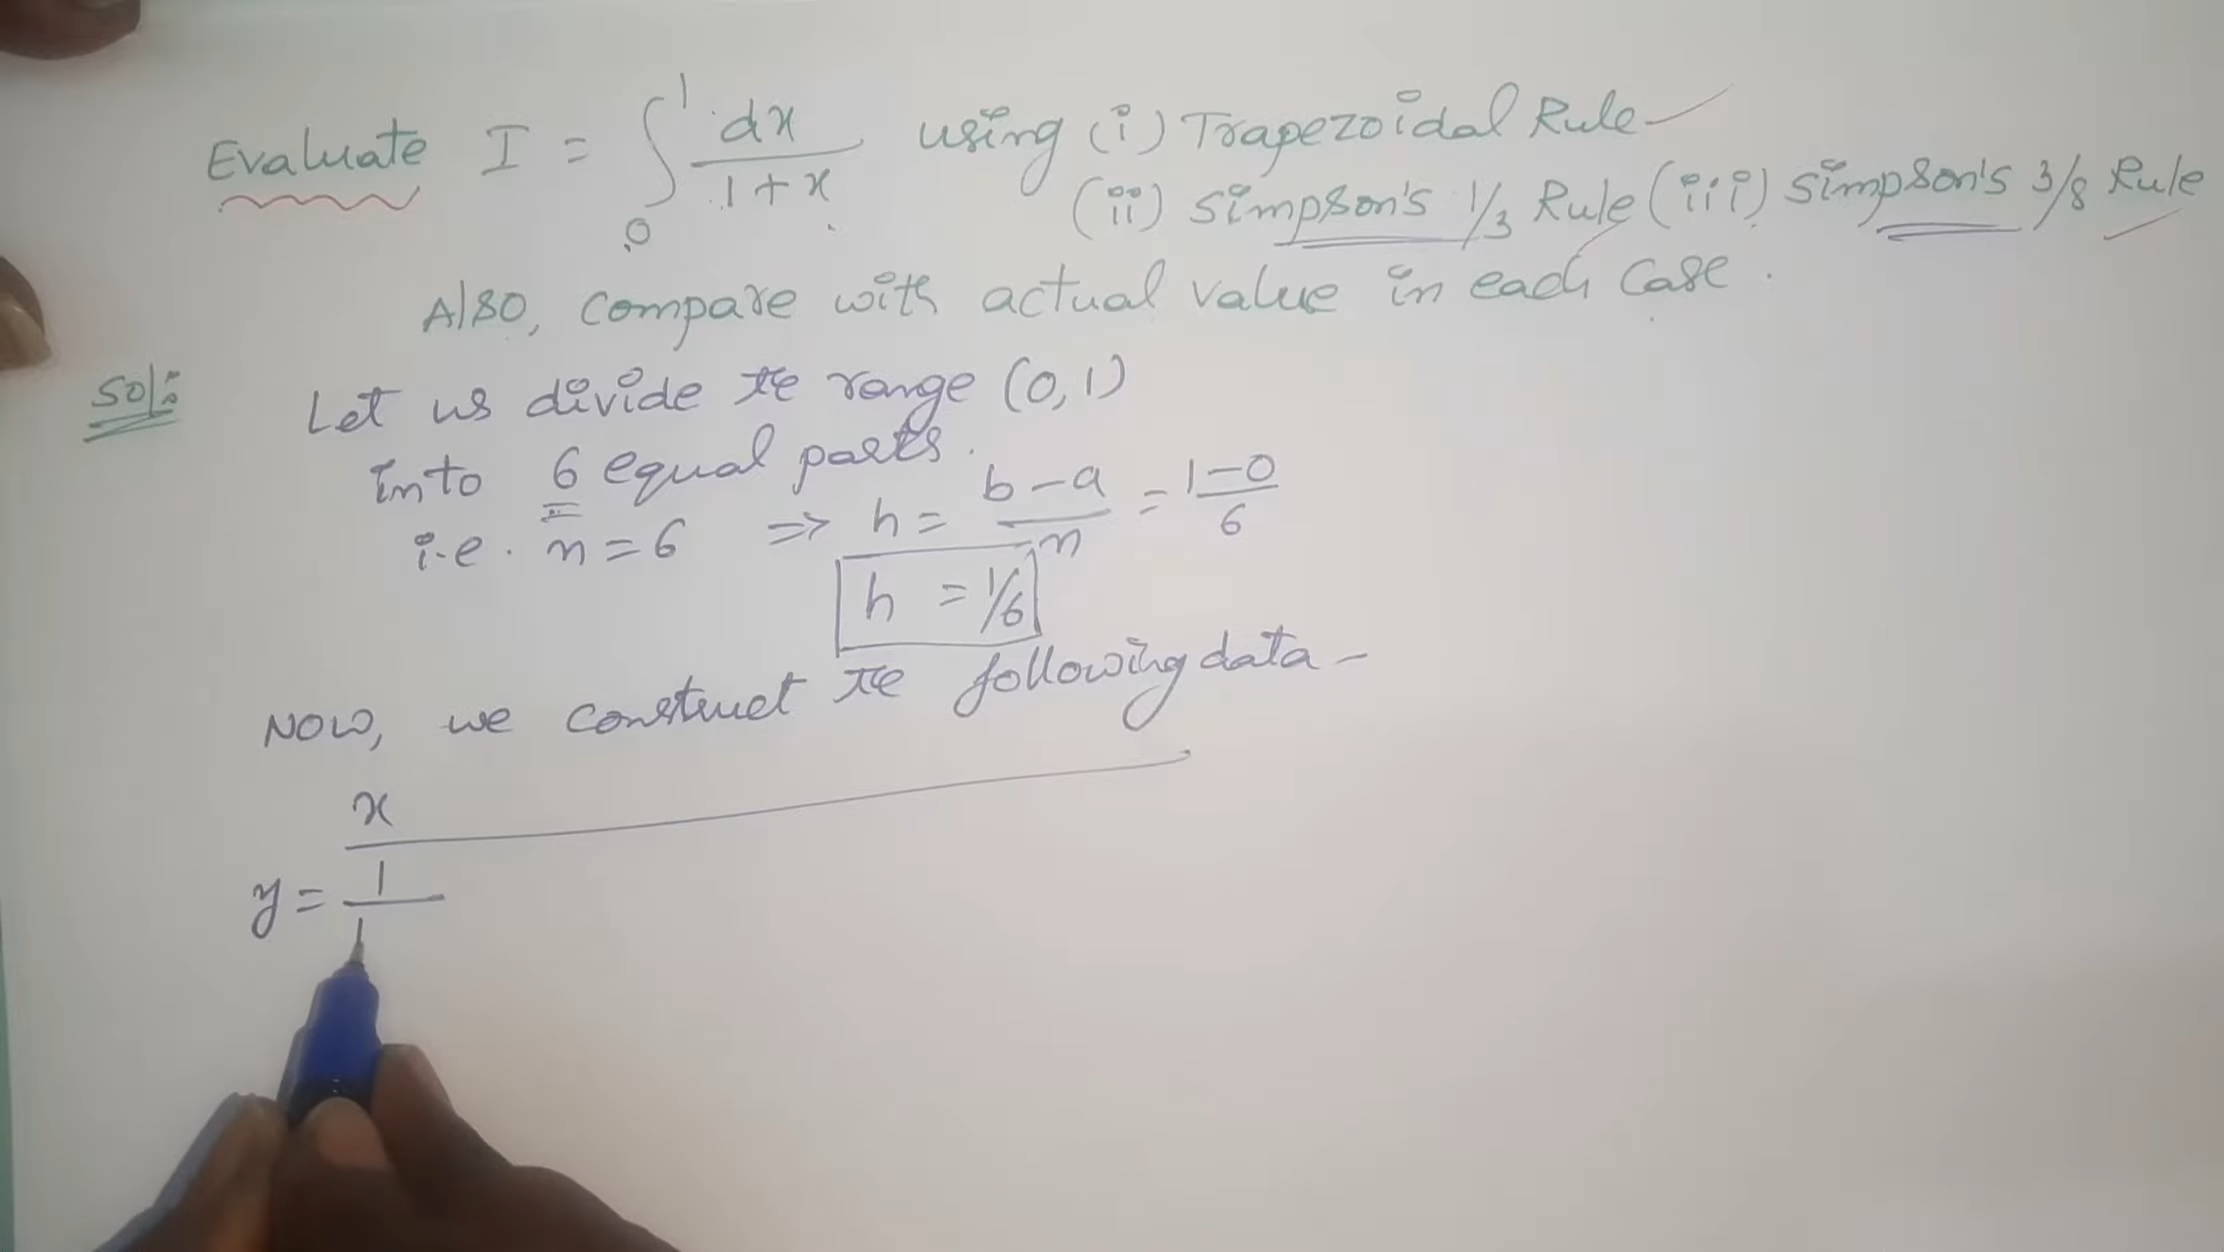 Evaluate I = ∫₀¹ dx/(1+x) using (i) Trapezoidal Rule
(ii) Simpson's 1/3 Rule (iii) Simpson's 3/8 Rule
Also, compare with actual value in each case.
Sol:
Let us divide the range (0,1)
into 6 equal parts.
i.e. n = 6 ⇒ h = (b-a)/n = (1-0)/6
h = 1/6
Now, we construct the following data -
x
y = 1/1